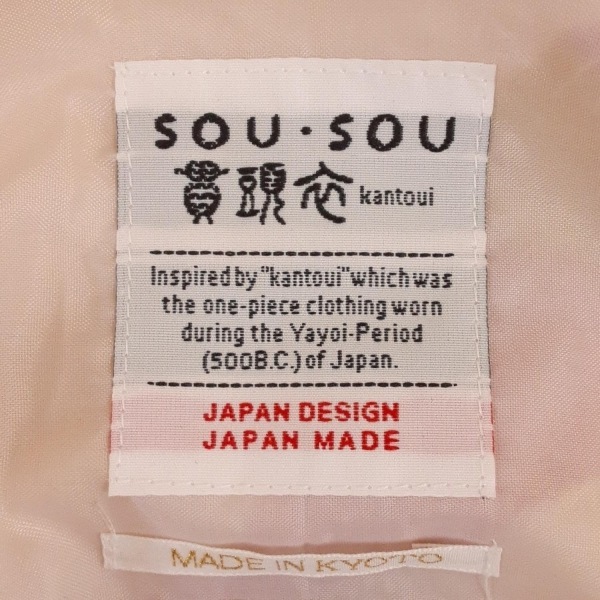 SOU・SOU
貫頭衣 kantoui
Inspired by "kantoui" which was
the one-piece clothing worn
during the Yayoi-Period
(500B.C.) of Japan.
JAPAN DESIGN
JAPAN MADE
MADE IN KYOTO